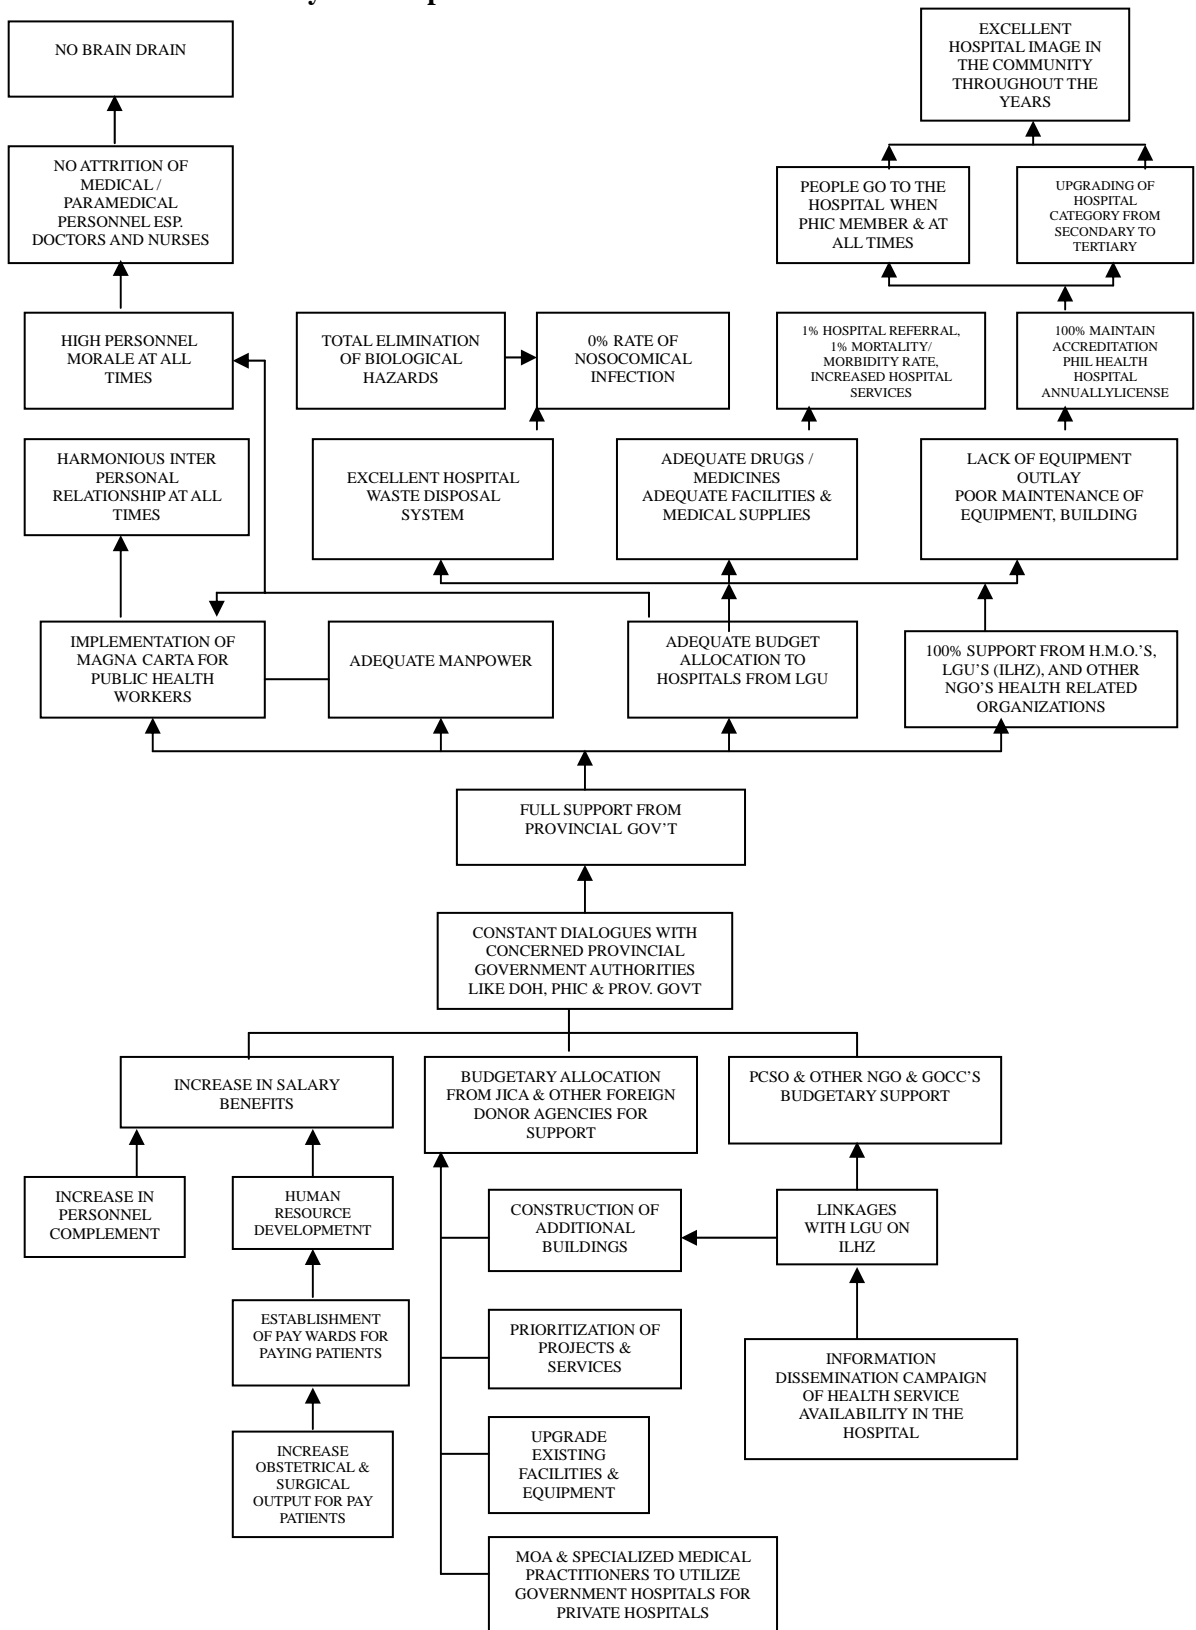 NO BRAIN DRAIN
EXCELLENT
HOSPITAL IMAGE IN
THE COMMUNITY
THROUGHOUT THE
YEARS
NO ATTRITION OF
MEDICAL /
PARAMEDICAL
PERSONNEL ESP.
DOCTORS AND NURSES
PEOPLE GO TO THE
HOSPITAL WHEN
PHIC MEMBER & AT
ALL TIMES
UPGRADING OF
HOSPITAL
CATEGORY FROM
SECONDARY TO
TERTIARY
HIGH PERSONNEL
MORALE AT ALL
TIMES
TOTAL ELIMINATION
OF BIOLOGICAL
HAZARDS
0% RATE OF
NOSOCOMICAL
INFECTION
1% HOSPITAL REFERRAL,
1% MORTALITY/
MORBIDITY RATE,
INCREASED HOSPITAL
SERVICES
100% MAINTAIN
ACCREDITATION
PHIL HEALTH
HOSPITAL
ANNUALLYLICENSE
HARMONIOUS INTER
PERSONAL
RELATIONSHIP AT ALL
TIMES
EXCELLENT HOSPITAL
WASTE DISPOSAL
SYSTEM
ADEQUATE DRUGS /
MEDICINES
ADEQUATE FACILITIES &
MEDICAL SUPPLIES
LACK OF EQUIPMENT
OUTLAY
POOR MAINTENANCE OF
EQUIPMENT, BUILDING
IMPLEMENTATION OF
MAGNA CARTA FOR
PUBLIC HEALTH
WORKERS
ADEQUATE MANPOWER
ADEQUATE BUDGET
ALLOCATION TO
HOSPITALS FROM LGU
100% SUPPORT FROM H.M.O.'S,
LGU'S (ILHZ), AND OTHER
NGO'S HEALTH RELATED
ORGANIZATIONS
FULL SUPPORT FROM
PROVINCIAL GOV'T
CONSTANT DIALOGUES WITH
CONCERNED PROVINCIAL
GOVERNMENT AUTHORITIES
LIKE DOH, PHIC & PROV. GOVT
INCREASE IN SALARY
BENEFITS
BUDGETARY ALLOCATION
FROM JICA & OTHER FOREIGN
DONOR AGENCIES FOR
SUPPORT
PCSO & OTHER NGO & GOCC'S
BUDGETARY SUPPORT
INCREASE IN
PERSONNEL
COMPLEMENT
HUMAN
RESOURCE
DEVELOPMETNT
CONSTRUCTION OF
ADDITIONAL
BUILDINGS
LINKAGES
WITH LGU ON
ILHZ
ESTABLISHMENT
OF PAY WARDS FOR
PAYING PATIENTS
PRIORITIZATION OF
PROJECTS &
SERVICES
INFORMATION
DISSEMINATION CAMPAIGN
OF HEALTH SERVICE
AVAILABILITY IN THE
HOSPITAL
INCREASE
OBSTETRICAL &
SURGICAL
OUTPUT FOR PAY
PATIENTS
UPGRADE
EXISTING
FACILITIES &
EQUIPMENT
MOA & SPECIALIZED MEDICAL
PRACTITIONERS TO UTILIZE
GOVERNMENT HOSPITALS FOR
PRIVATE HOSPITALS